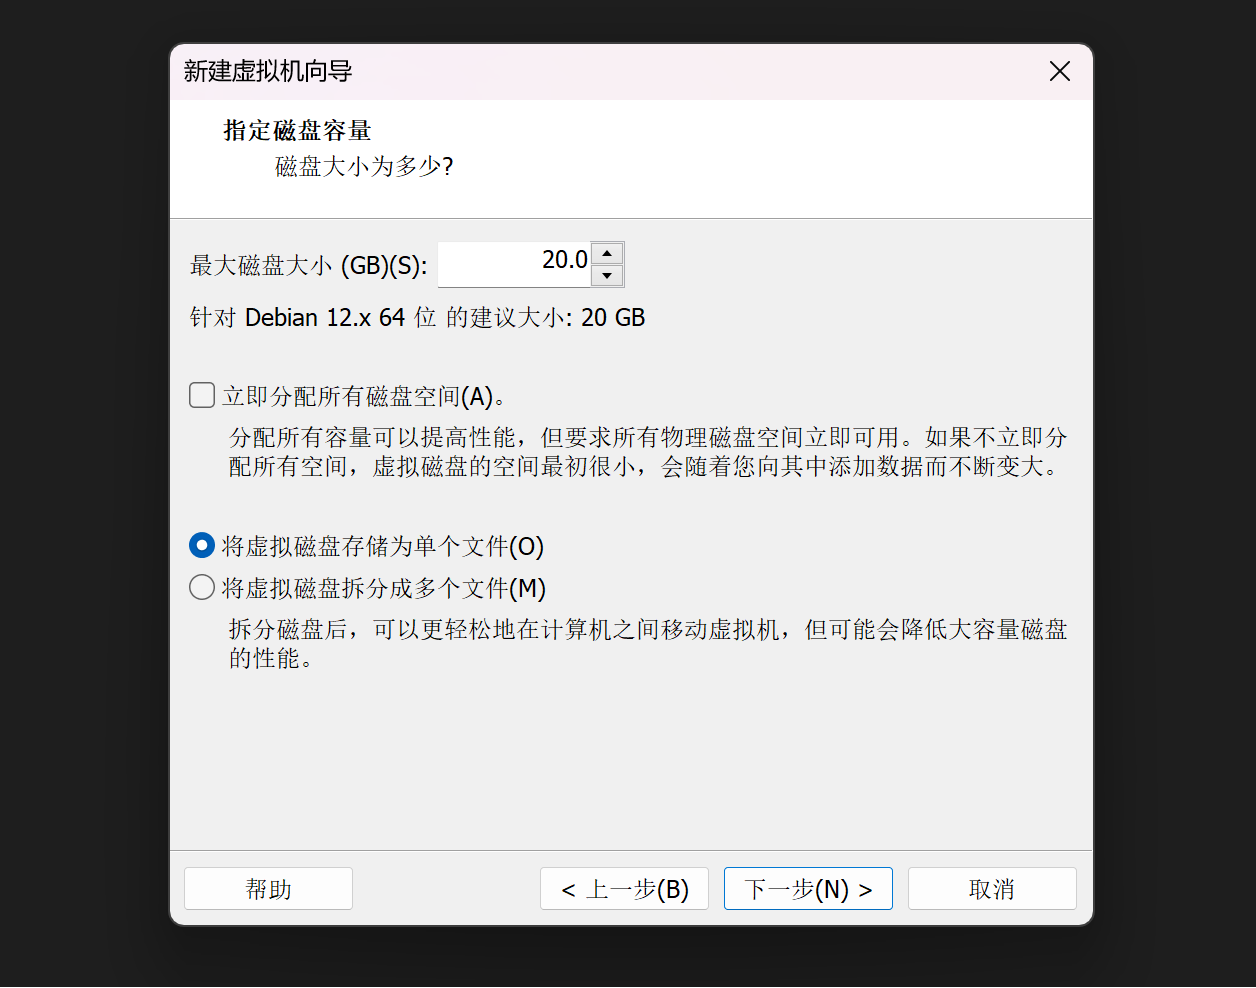 新建虚拟机向导
指定磁盘容量
磁盘大小为多少?
最大磁盘大小 (GB)(S): 20.0
针对 Debian 12.x 64 位 的建议大小: 20 GB
立即分配所有磁盘空间(A)。
分配所有容量可以提高性能，但要求所有物理磁盘空间立即可用。如果不立即分
配所有空间，虚拟磁盘的空间最初很小，会随着您向其中添加数据而不断变大。
将虚拟磁盘存储为单个文件(O)
将虚拟磁盘拆分成多个文件(M)
拆分磁盘后，可以更轻松地在计算机之间移动虚拟机，但可能会降低大容量磁盘
的性能。
帮助 < 上一步(B) 下一步(N) > 取消